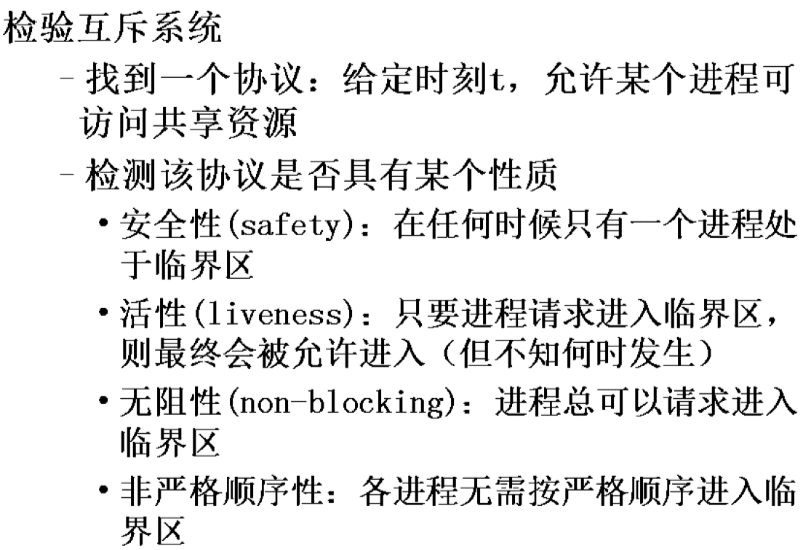 检验互斥系统
– 找到一个协议：给定时刻t，允许某个进程可
访问共享资源
– 检测该协议是否具有某个性质
• 安全性(safety)：在任何时候只有一个进程处
于临界区
• 活性(liveness)：只要进程请求进入临界区，
则最终会被允许进入（但不知何时发生）
• 无阻性(non-blocking)：进程总可以请求进入
临界区
• 非严格顺序性：各进程无需按严格顺序进入临
界区